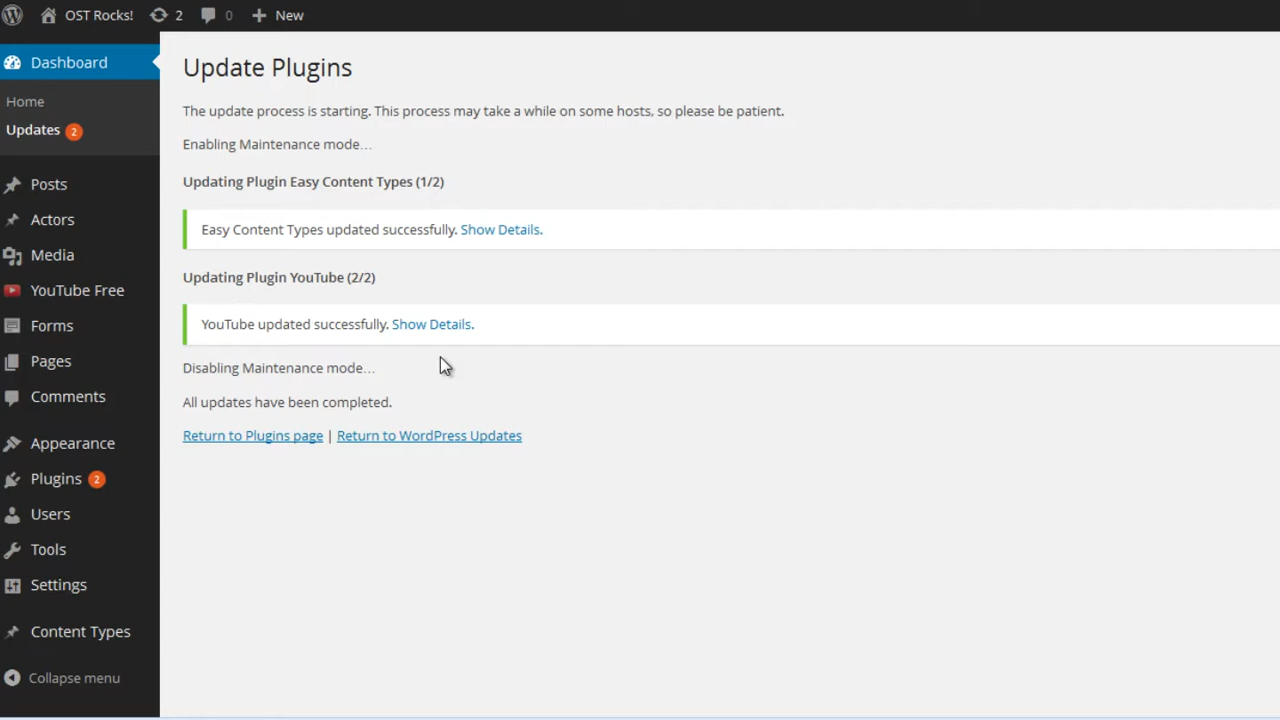 OST Rocks! 2 0 + New
Dashboard
Home
Updates 2
Posts
Actors
Media
YouTube Free
Forms
Pages
Comments
Appearance
Plugins 2
Users
Tools
Settings
Content Types
Collapse menu
Update Plugins
The update process is starting. This process may take a while on some hosts, so please be patient.
Enabling Maintenance mode…
Updating Plugin Easy Content Types (1/2)
Easy Content Types updated successfully. Show Details.
Updating Plugin YouTube (2/2)
YouTube updated successfully. Show Details.
Disabling Maintenance mode…
All updates have been completed.
Return to Plugins page | Return to WordPress Updates